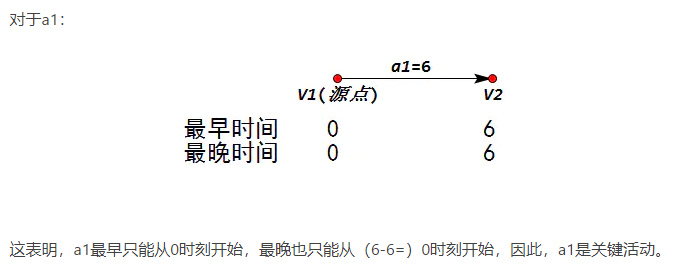 对于a1:
a1=6
V1(源点) V2
最早时间 0 6
最晚时间 0 6
这表明，a1最早只能从0时刻开始，最晚也只能从（6-6=）0时刻开始，因此，a1是关键活动。